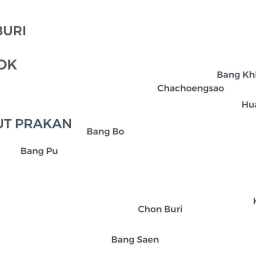 BURI
OK
Bang Khl
Chachoengsao
Hua
UT PRAKAN
Bang Bo
Bang Pu
Chon Buri
Bang Saen